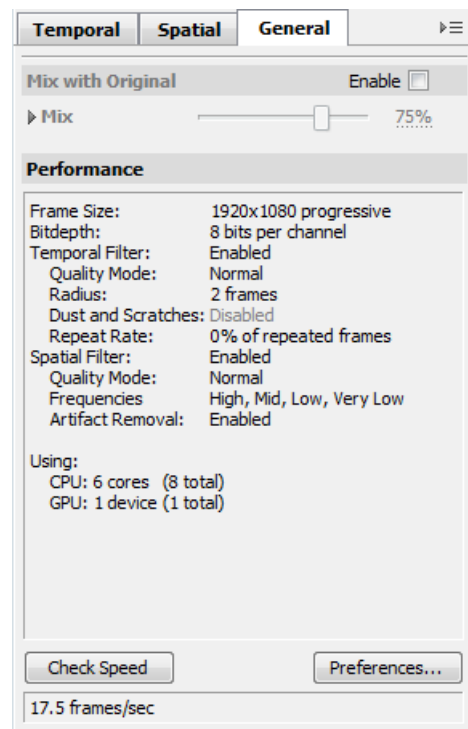 Temporal Spatial General
Mix with Original Enable
Mix 75%
Performance
Frame Size: 1920x1080 progressive
Bitdepth: 8 bits per channel
Temporal Filter: Enabled
Quality Mode: Normal
Radius: 2 frames
Dust and Scratches: Disabled
Repeat Rate: 0% of repeated frames
Spatial Filter: Enabled
Quality Mode: Normal
Frequencies High, Mid, Low, Very Low
Artifact Removal: Enabled
Using:
CPU: 6 cores (8 total)
GPU: 1 device (1 total)
Check Speed Preferences...
17.5 frames/sec